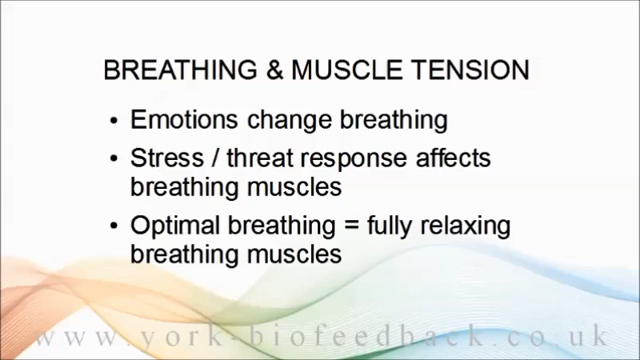 BREATHING & MUSCLE TENSION
• Emotions change breathing
• Stress / threat response affects
breathing muscles
• Optimal breathing = fully relaxing
breathing muscles
www.york-biofeedback.co.uk